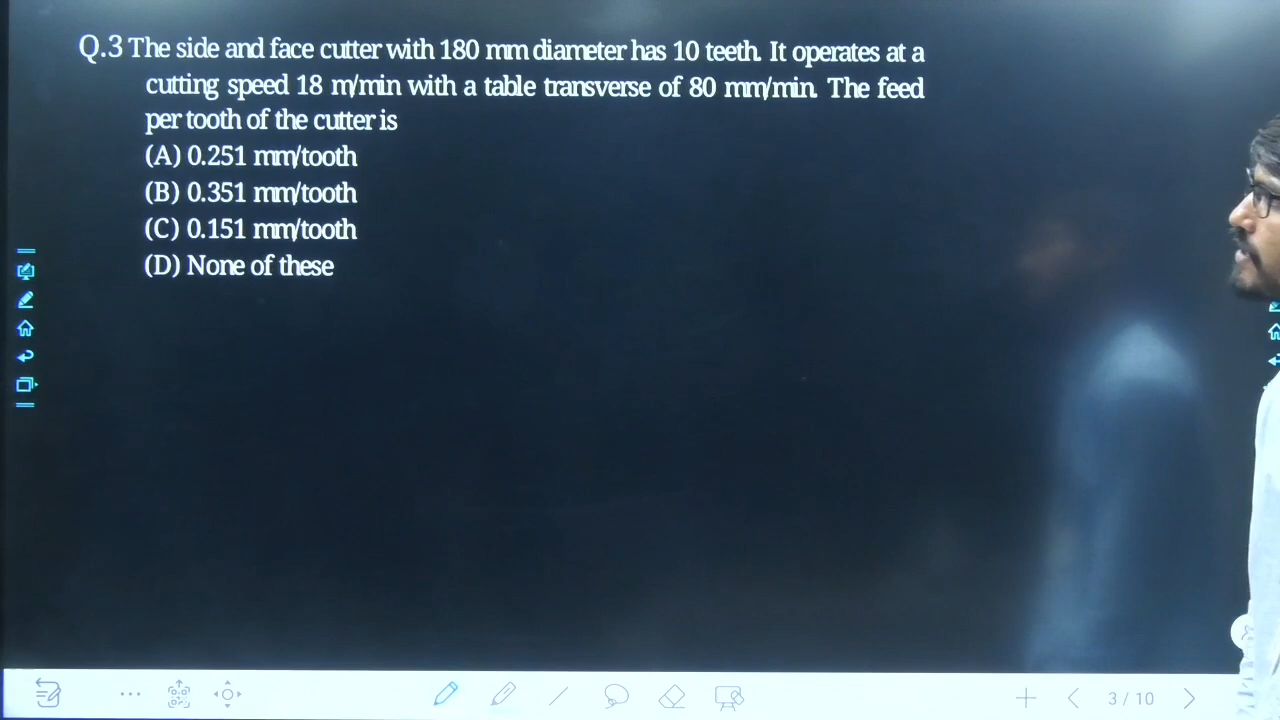 Q.3 The side and face cutter with 180 mm diameter has 10 teeth. It operates at a
cutting speed 18 m/min with a table transverse of 80 mm/min. The feed
per tooth of the cutter is
(A) 0.251 mm/tooth
(B) 0.351 mm/tooth
(C) 0.151 mm/tooth
(D) None of these
3 / 10